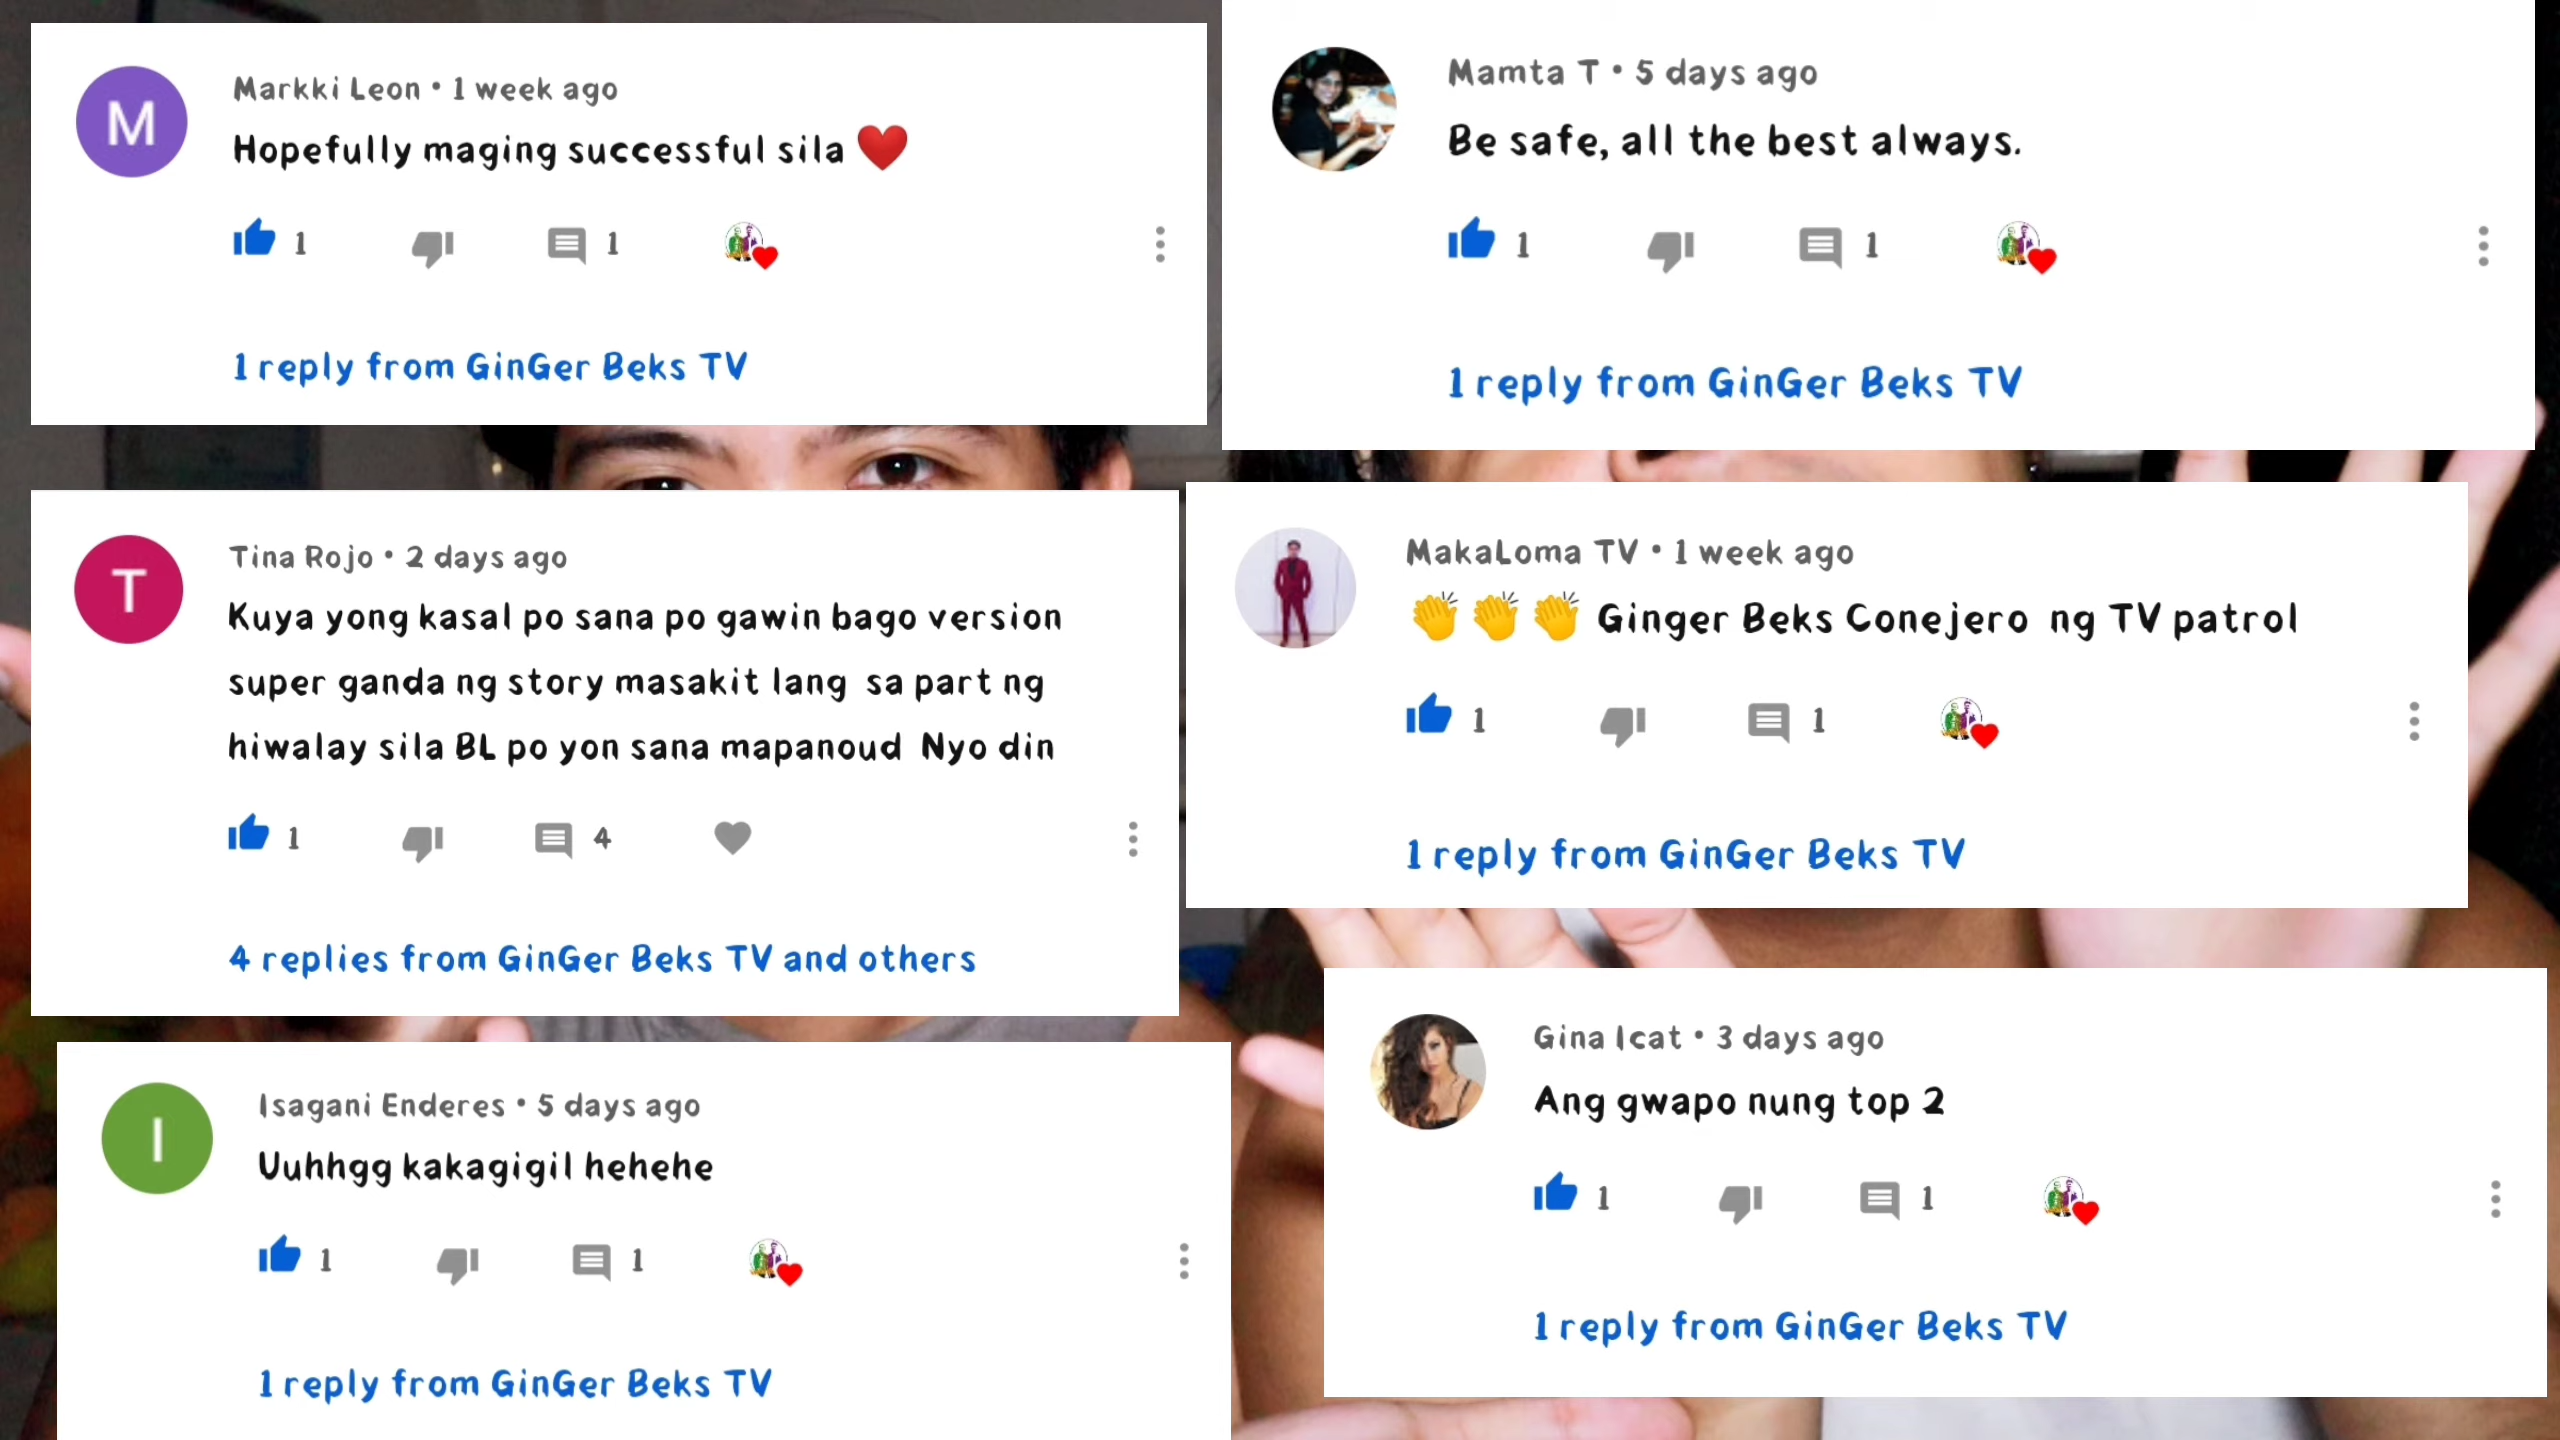 M
Markki Leon • 1 week ago
Hopefully maging successful sila ❤️
1 1
1 reply from GinGer Beks TV
Mamta T • 5 days ago
Be safe, all the best always.
1 1
1 reply from GinGer Beks TV
T
Tina Rojo • 2 days ago
Kuya yong kasal po sana po gawin bago version
super ganda ng story masakit lang sa part ng
hiwalay sila BL po yon sana mapanoud Nyo din
1 4
4 replies from GinGer Beks TV and others
MakaLoma TV • 1 week ago
👏 👏 👏 Ginger Beks Conejero ng TV patrol
1 1
1 reply from GinGer Beks TV
I
Isagani Enderes • 5 days ago
Uuhhgg kakagigil hehehe
1 1
1 reply from GinGer Beks TV
Gina Icat • 3 days ago
Ang gwapo nung top 2
1 1
1 reply from GinGer Beks TV